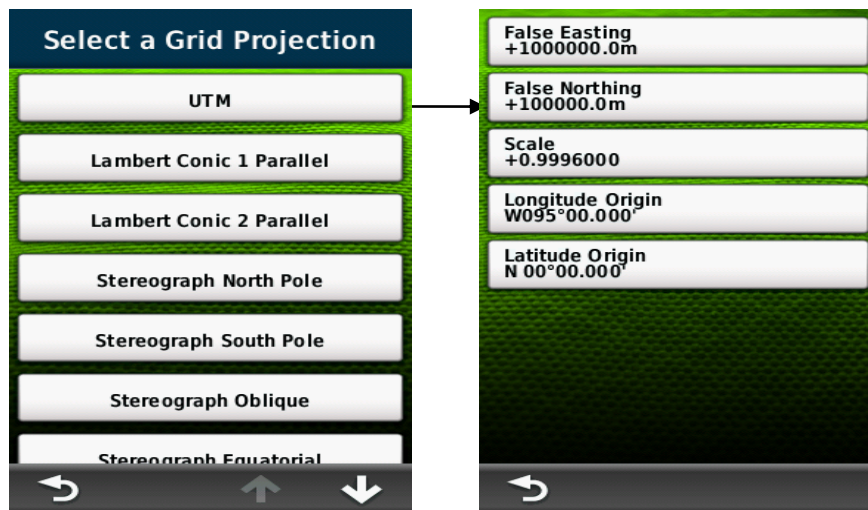 Select a Grid Projection
UTM
Lambert Conic 1 Parallel
Lambert Conic 2 Parallel
Stereograph North Pole
Stereograph South Pole
Stereograph Oblique
Stereograph Equatorial
False Easting
+1000000.0m
False Northing
+100000.0m
Scale
+0.9996000
Longitude Origin
W095°00.000'
Latitude Origin
N 00°00.000'